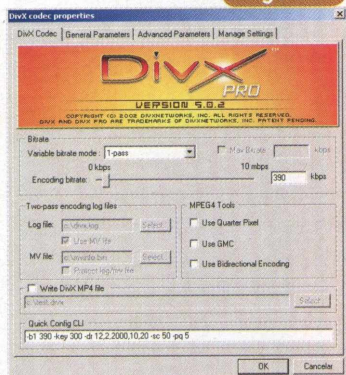 DivX codec properties
DivX Codec General Parameters Advanced Parameters Manage Settings
DivX
PRO
VERSION 5.0.2
COPYRIGHT (C) 2002 DIVXNETWORKS, INC. ALL RIGHTS RESERVED.
DIVX AND DIVX PRO ARE TRADEMARKS OF DIVXNETWORKS, INC. PATENT PENDING.
Bitrate
Variable bitrate mode : 1-pass Max Bitrate kbps
0 kbps 10 mbps
Encoding bitrate: 390 kbps
Two-pass encoding log files MPEG4 Tools
Log file: c:\divx.log Select Use Quarter Pixel
Use MV file Use GMC
MV file: c:\mvinfo.bin Select Use Bidirectional Encoding
Protect log/mv file
Write DivX MP4 file
c:\test.divx Select
Quick Config CLI
-b1 390 -key 300 -dr 12,2,2000,10,20 -sc 50 -pq 5
OK Cancelar